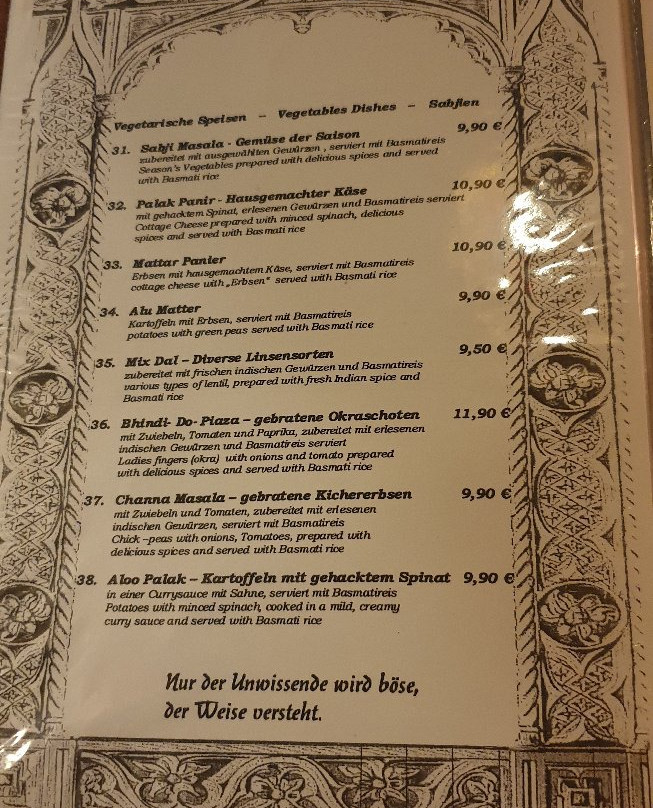 Vegetarische Speisen - Vegetables Dishes - Sabjien
31. Sabji Masala - Gemüse der Saison 9,90 €
zubereitet mit ausgewählten Gewürzen , serviert mit Basmatireis
Season's Vegetables prepared with delicious spices and served
with Basmati rice
32. Palak Panir - Hausgemachter Käse 10,90 €
mit gehacktem Spinat, erlesenen Gewürzen und Basmatireis serviert
Cottage Cheese prepared with minced spinach, delicious
spices and served with Basmati rice
33. Mattar Panier 10,90 €
Erbsen mit hausgemachtem Käse, serviert mit Basmatireis
cottage cheese with „Erbsen" served with Basmati rice
34. Alu Matter 9,90 €
Kartoffeln mit Erbsen, serviert mit Basmatireis
potatoes with green peas served with Basmati rice
35. Mix Dal – Diverse Linsensorten 9,50 €
zubereitet mit frischen indischen Gewürzen und Basmatireis
various types of lentil, prepared with fresh Indian spice and
Basmati rice
36. Bhindi- Do- Piaza – gebratene Okraschoten 11,90 €
mit Zwiebeln, Tomaten und Paprika, zubereitet mit erlesenen
indischen Gewürzen und Basmatireis serviert
Ladies fingers (okra) with onions and tomato prepared
with delicious spices and served with Basmati rice
37. Channa Masala – gebratene Kichererbsen 9,90 €
mit Zwiebeln und Tomaten, zubereitet mit erlesenen
indischen Gewürzen, serviert mit Basmatireis
Chick –peas with onions, Tomatoes, prepared with
delicious spices and served with Basmati rice
38. Aloo Palak – Kartoffeln mit gehacktem Spinat 9,90 €
in einer Currysauce mit Sahne, serviert mit Basmatireis
Potatoes with minced spinach, cooked in a mild, creamy
curry sauce and served with Basmati rice
Nur der Unwissende wird böse,
der Weise versteht.